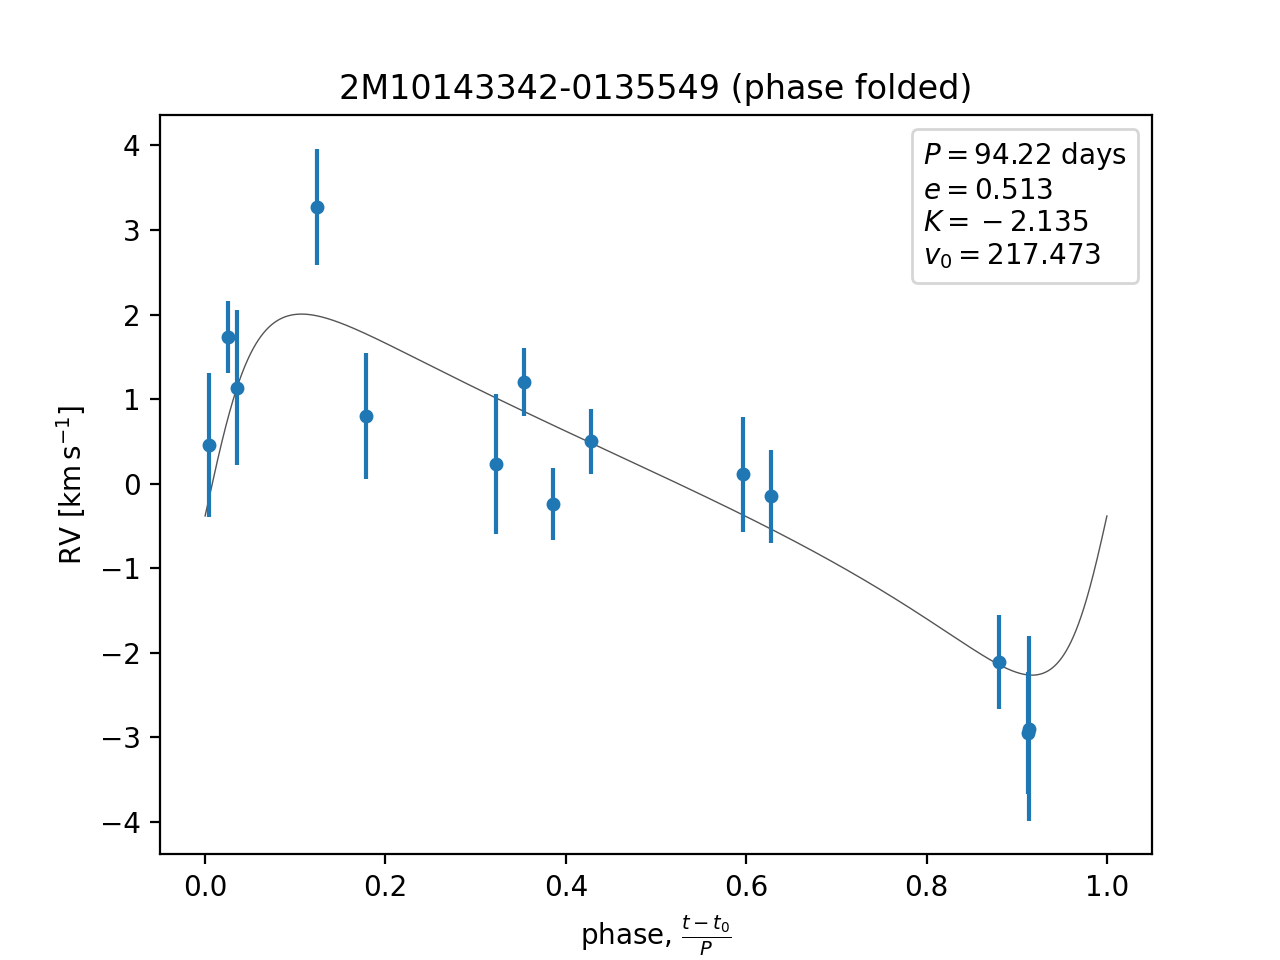 2M10143342-0135549 (phase folded)
P = 94.22 days
e = 0.513
K = −2.135
v₀ = 217.473
RV [km s⁻¹]
4
3
2
1
0
−1
−2
−3
−4
0.0 0.2 0.4 0.6 0.8 1.0
phase, (t − t₀)/P